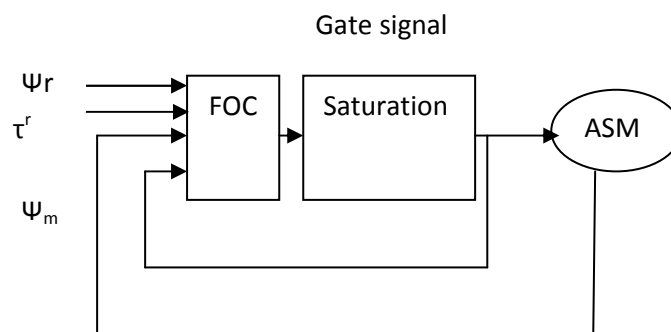 Gate signal
Ψr
FOC
Saturation
ASM
τʳ
Ψₘ